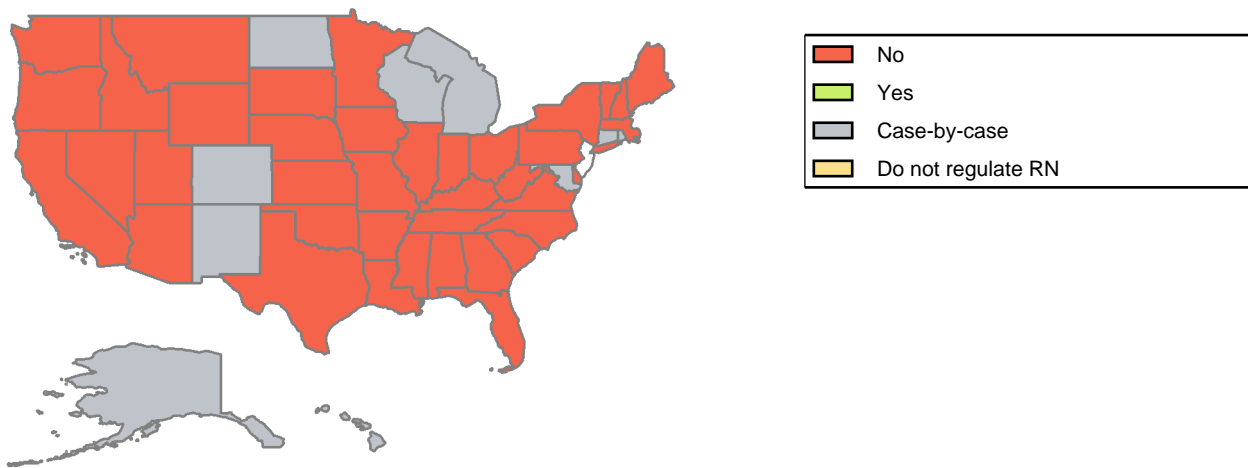 No
Yes
Case-by-case
Do not regulate RN